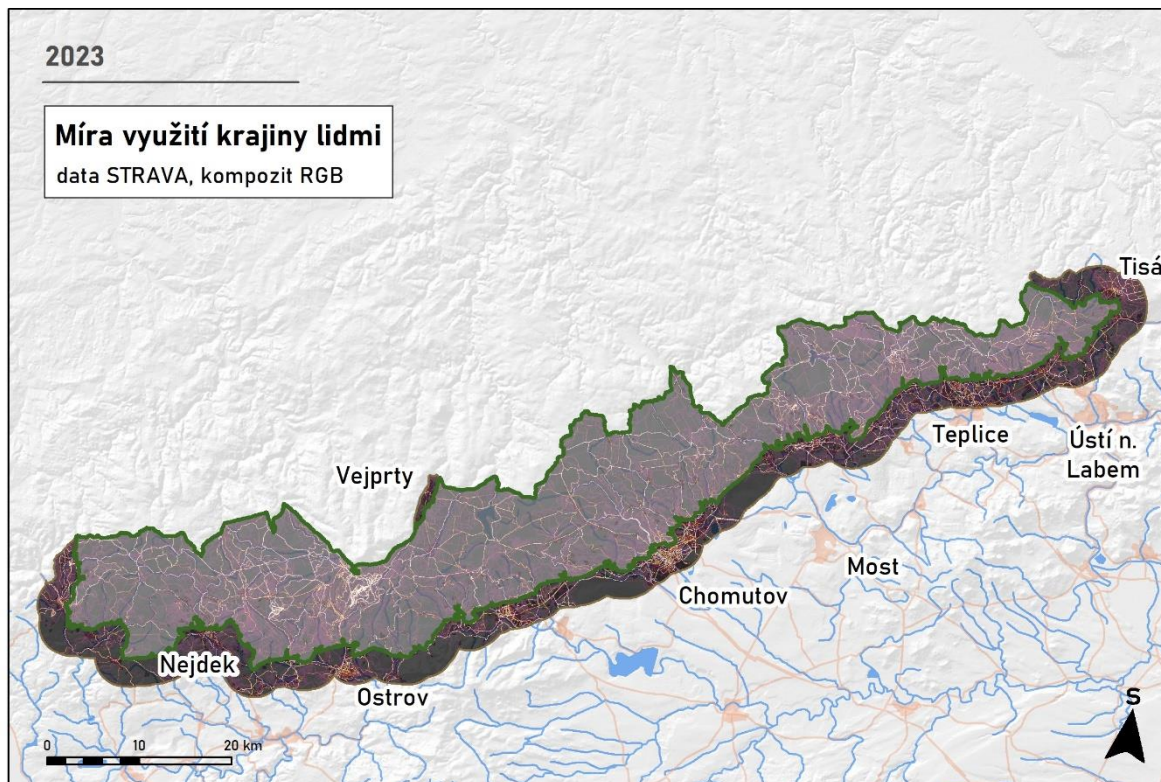 2023
Míra využití krajiny lidmi
data STRAVA, kompozit RGB
Tisá
Teplice
Ústí n.
Labem
Vejprty
Most
Chomutov
Nejdek
Ostrov
S
0 10 20 km